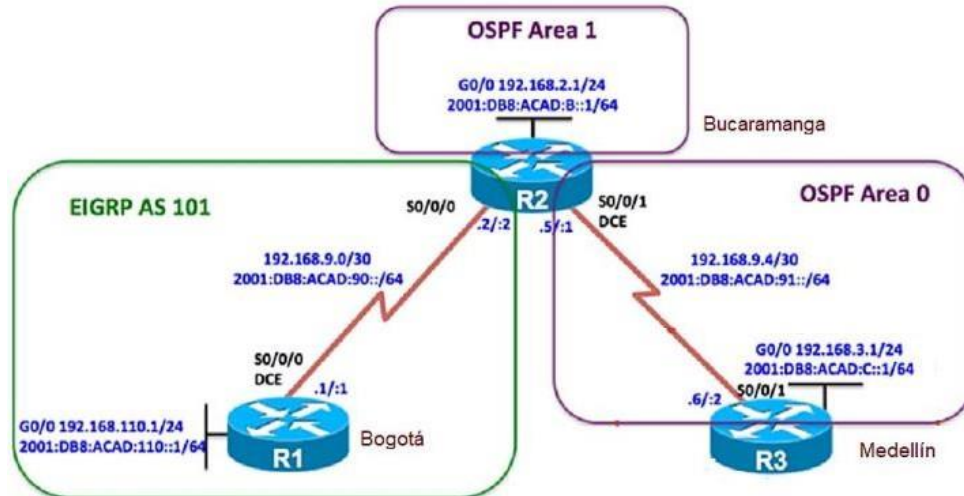 OSPF Area 1
G0/0 192.168.2.1/24
2001:DB8:ACAD:B::1/64
Bucaramanga
EIGRP AS 101
OSPF Area 0
R2
S0/0/0
S0/0/1
DCE
.2/:2
.5/:1
192.168.9.0/30
2001:DB8:ACAD:90::/64
192.168.9.4/30
2001:DB8:ACAD:91::/64
S0/0/0
DCE
.1/:1
G0/0 192.168.3.1/24
2001:DB8:ACAD:C::1/64
.6/:2
S0/0/1
G0/0 192.168.110.1/24
2001:DB8:ACAD:110::1/64
R1
Bogotá
R3
Medellín